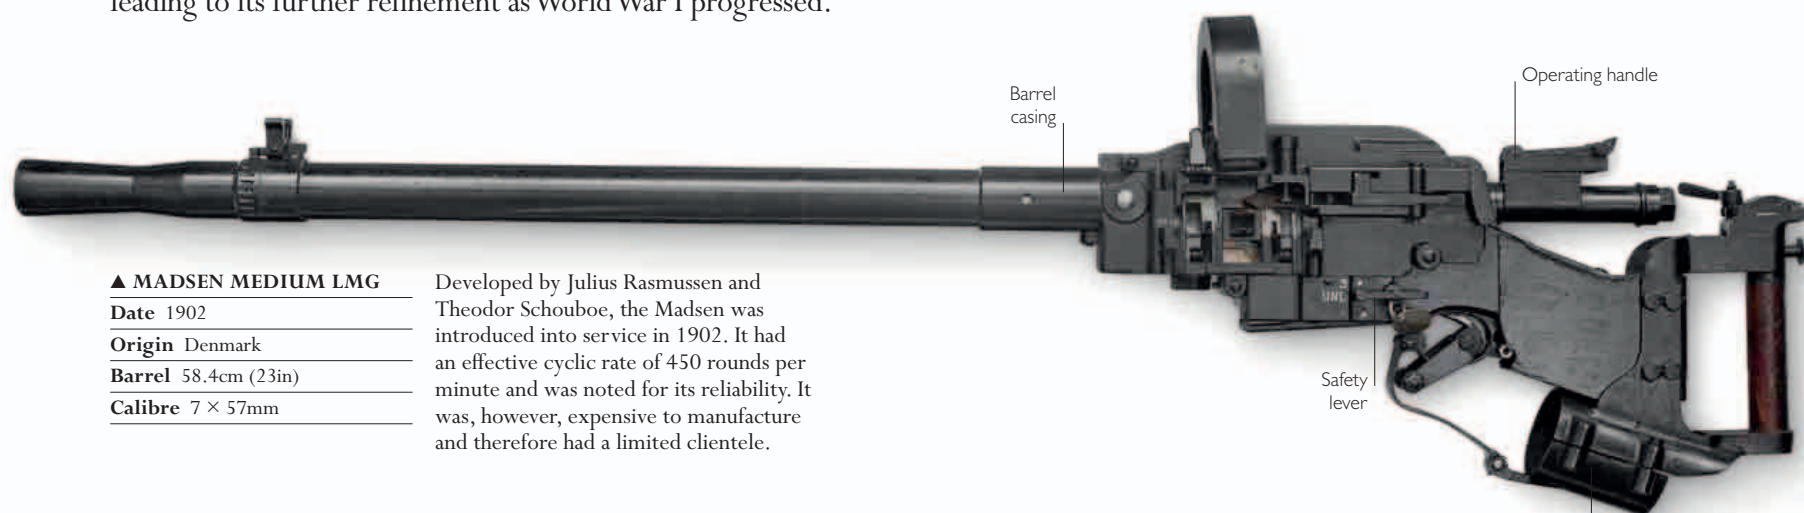 leading to its further refinement as World War I progressed.
Barrel
casing
Operating handle
▲ MADSEN MEDIUM LMG
Date 1902
Origin Denmark
Barrel 58.4cm (23in)
Calibre 7 × 57mm
Developed by Julius Rasmussen and
Theodor Schouboe, the Madsen was
introduced into service in 1902. It had
an effective cyclic rate of 450 rounds per
minute and was noted for its reliability. It
was, however, expensive to manufacture
and therefore had a limited clientele.
Safety
lever